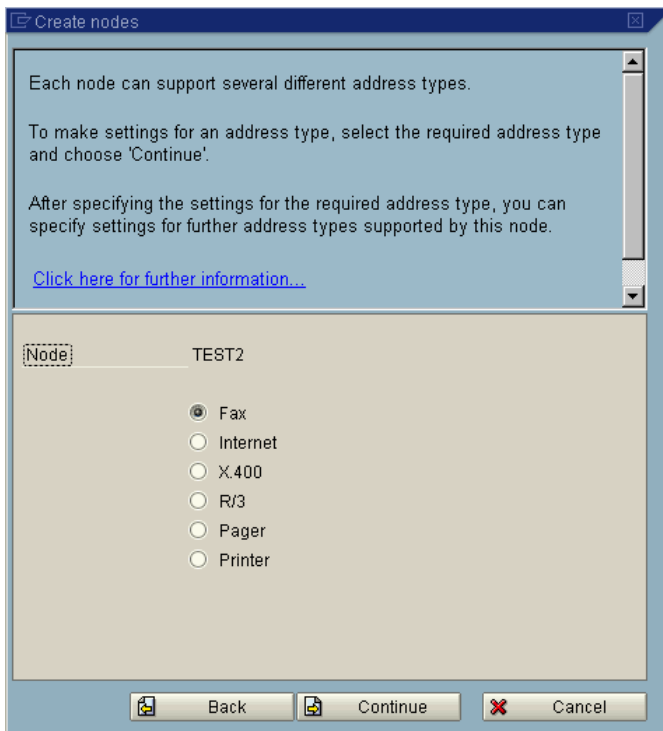 Create nodes
Each node can support several different address types.
To make settings for an address type, select the required address type
and choose 'Continue'.
After specifying the settings for the required address type, you can
specify settings for further address types supported by this node.
Click here for further information...
Node TEST2
Fax
Internet
X.400
R/3
Pager
Printer
Back Continue Cancel